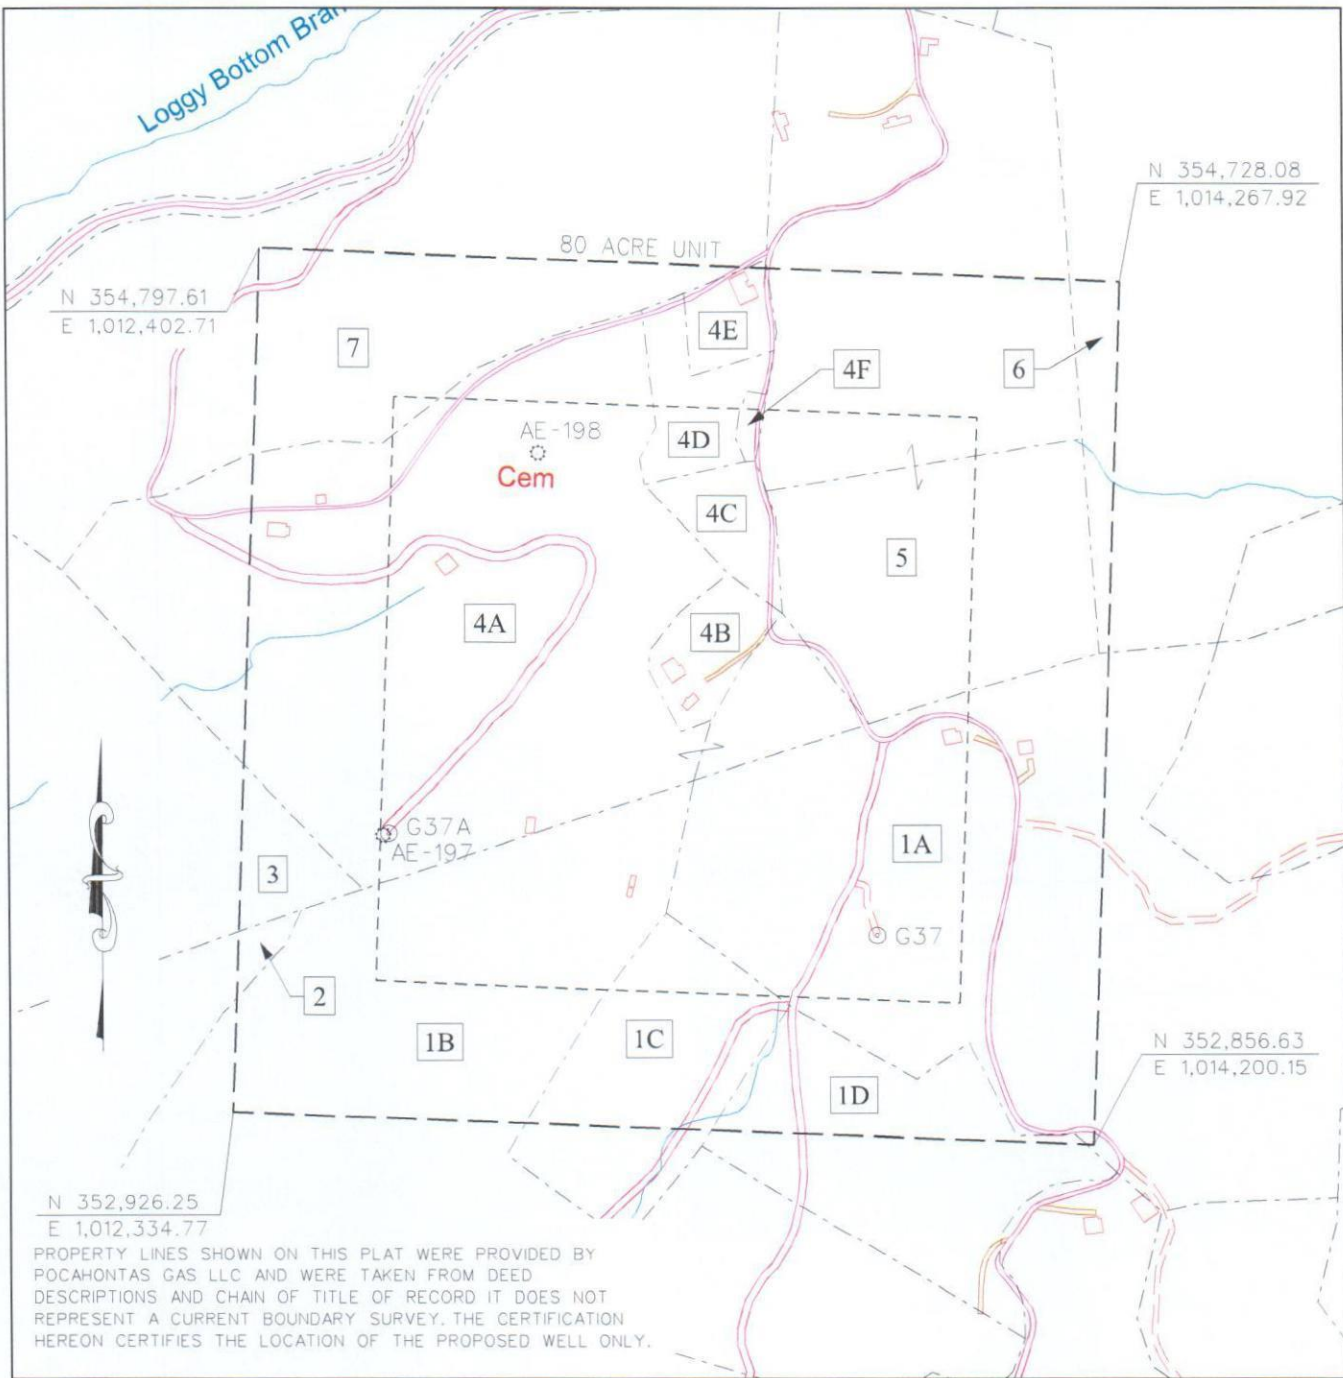 Loggy Bottom
N 354,728.08
E 1,014,267.92
80 ACRE UNIT
N 354,797.61
E 1,012,402.71
7
4E
4F
6
AE-198
Cem
4D
4C
5
4A
4B
G37A
AE-197
1A
3
G37
2
1B
1C
N 352,856.63
E 1,014,200.15
1D
N 352,926.25
E 1,012,334.77
PROPERTY LINES SHOWN ON THIS PLAT WERE PROVIDED BY
POCAHONTAS GAS LLC AND WERE TAKEN FROM DEED
DESCRIPTIONS AND CHAIN OF TITLE OF RECORD IT DOES NOT
REPRESENT A CURRENT BOUNDARY SURVEY. THE CERTIFICATION
HEREON CERTIFIES THE LOCATION OF THE PROPOSED WELL ONLY.